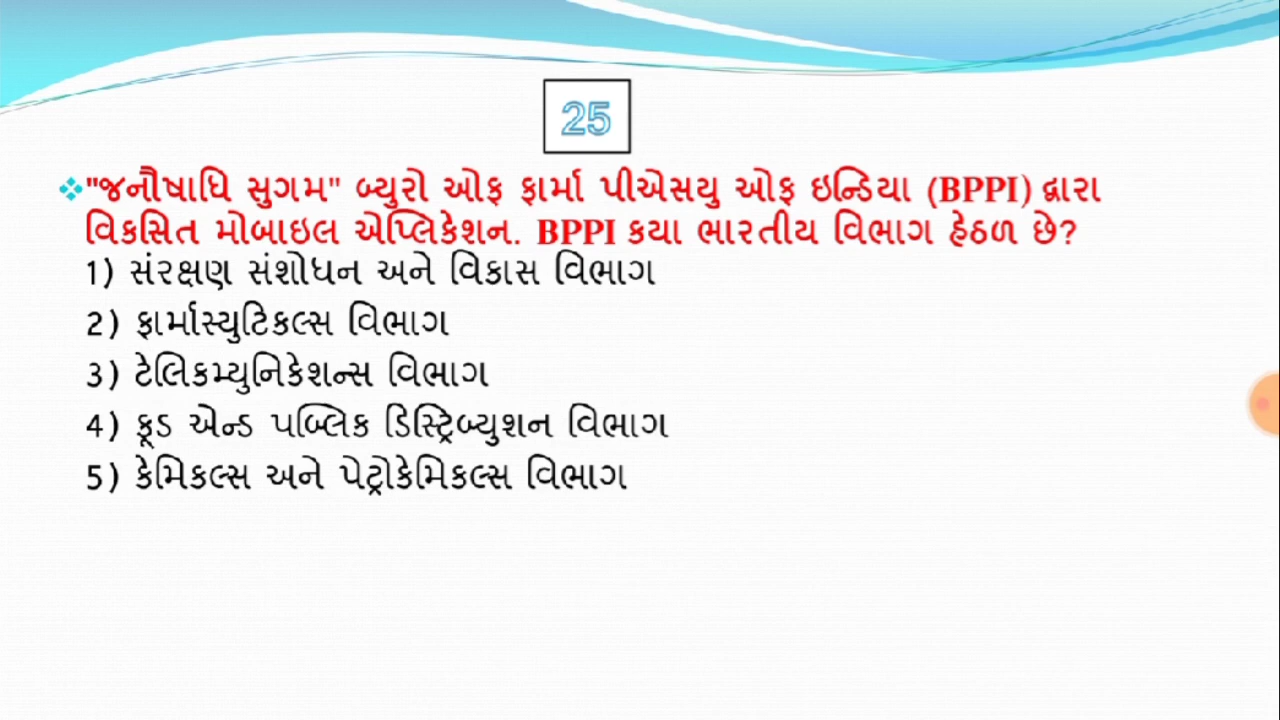 25
"જનૌષાધિ સુગમ" બ્યુરો ઓફ ફાર્મા પીએસયુ ઓફ ઇન્ડિયા (BPPI) દ્વારા
વિકસિત મોબાઇલ એપ્લિકેશન. BPPI કયા ભારતીય વિભાગ હેઠળ છે?
1) સંરક્ષણ સંશોધન અને વિકાસ વિભાગ
2) ફાર્માસ્યુટિકલ્સ વિભાગ
3) ટેલિકમ્યુનિકેશન્સ વિભાગ
4) ફૂડ એન્ડ પબ્લિક ડિસ્ટ્રિબ્યુશન વિભાગ
5) કેમિકલ્સ અને પેટ્રોકેમિકલ્સ વિભાગ